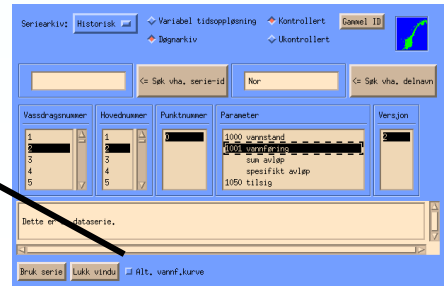 Seriearkiv: Historisk Variabel tidsoppløsning Kontrollert Gammel ID
Døgnarkiv Ukontrollert
<= Søk vha. serie-id Nor <= Søk vha. delnavn
Vassdragsnummer Hovednummer Punktnummer Parameter Versjon
1 1 0 1000 vannstand 2
2 2 1001 vannføring
3 3 sum avløp
4 4 spesifikt avløp
5 5 1050 tilsig
Dette er dataserie.
Bruk serie Lukk vindu Alt. vannf.kurve